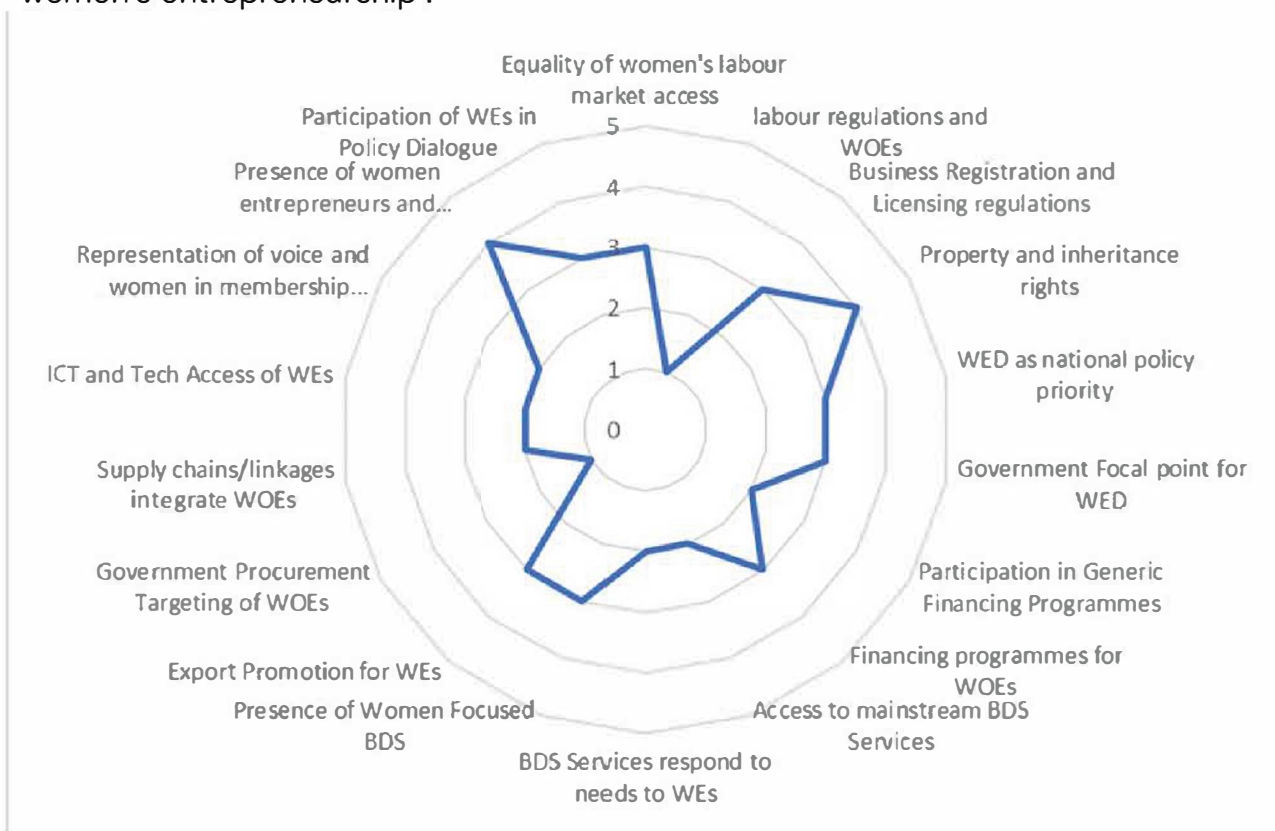 women's entrepreneurship .
Equality of women's labour
market access
labour regulations and
WOEs
Business Registration and
Licensing regulations
Property and inheritance
rights
WED as national policy
priority
Government Focal point for
WED
Participation in Generic
Financing Programmes
Financing programmes for
WOEs
Access to mainstream BDS
Services
BDS Services respond to
needs to WEs
Presence of Women Focused
BDS
Export Promotion for WEs
Government Procurement
Targeting of WOEs
Supply chains/linkages
integrate WOEs
ICT and Tech Access of WEs
Representation of voice and
women in membership...
Presence of women
entrepreneurs and...
Participation of WEs in
Policy Dialogue
5
4
3
2
1
0